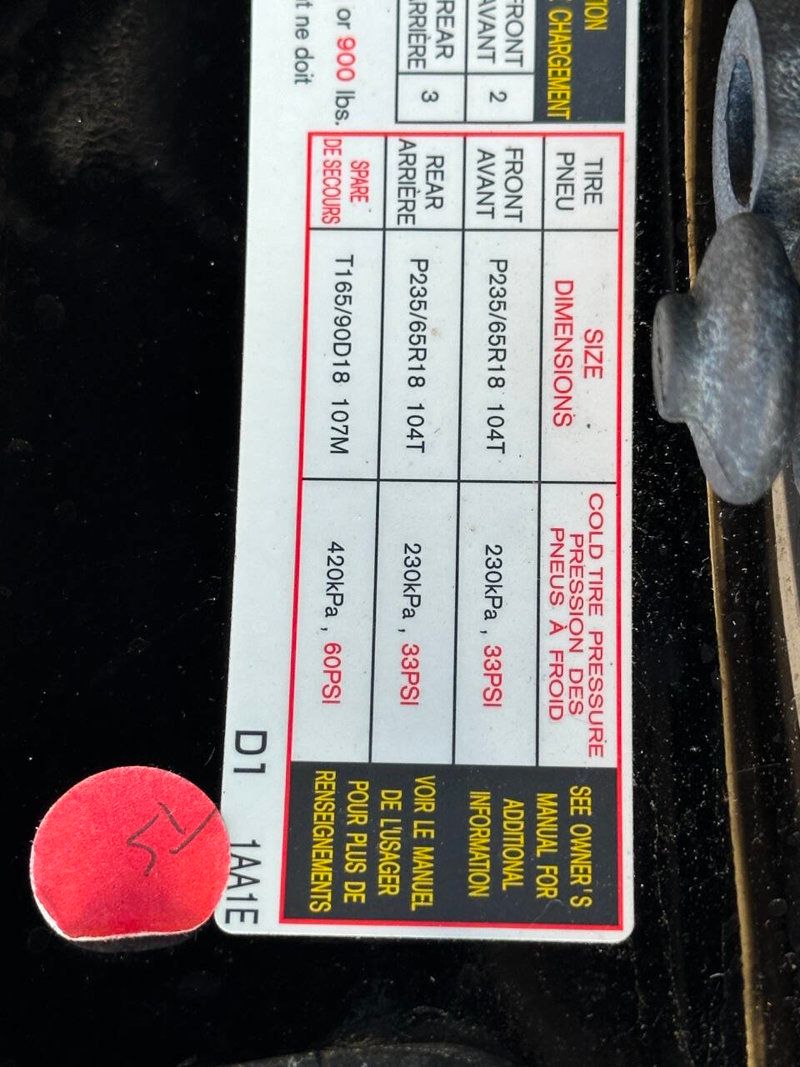 CHARGEMENT
FRONT
AVANT
2
REAR
ARRIÈRE
3
or 900 lbs.
ne doit
TIRE
PNEU
SIZE
DIMENSIONS
COLD TIRE PRESSURE
PRESSION DES
PNEUS À FROID
SEE OWNER'S
MANUAL FOR
ADDITIONAL
INFORMATION
FRONT
AVANT
P235/65R18 104T
230kPa , 33PSI
REAR
ARRIÈRE
P235/65R18 104T
230kPa , 33PSI
VOIR LE MANUEL
DE L'USAGER
POUR PLUS DE
RENSEIGNEMENTS
SPARE
DE SECOURS
T165/90D18 107M
420kPa , 60PSI
D1 1AA1E